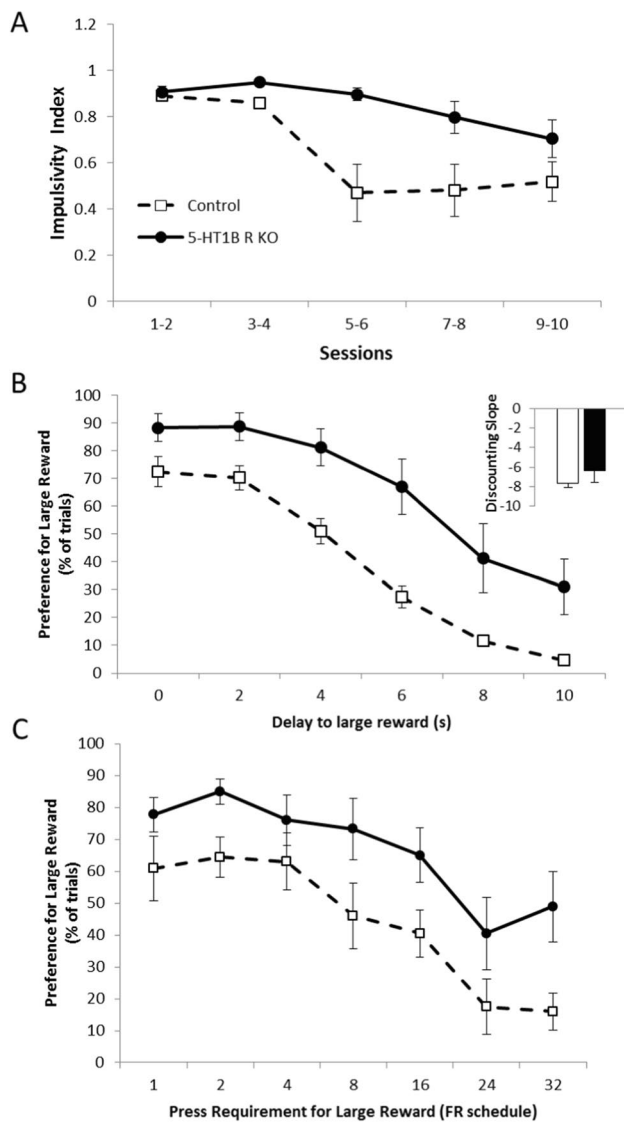 A
1.2
1
0.8
0.6
0.4
0.2
0
Impulsivity Index
Control
5-HT1B R KO
1-2 3-4 5-6 7-8 9-10
Sessions
B
100
90
80
70
60
50
40
30
20
10
0
Preference for Large Reward
(% of trials)
0
-2
-4
-6
-8
-10
Discounting Slope
0 2 4 6 8 10
Delay to large reward (s)
C
100
90
80
70
60
50
40
30
20
10
0
Preference for Large Reward
(% of trials)
1 2 4 8 16 24 32
Press Requirement for Large Reward (FR schedule)